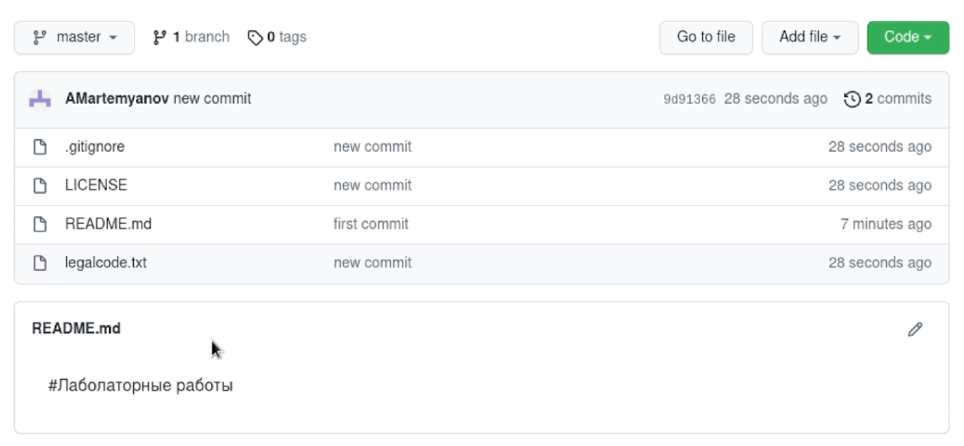 master 1 branch 0 tags Go to file Add file Code
AMartemyanov new commit 9d91366 28 seconds ago 2 commits
.gitignore new commit 28 seconds ago
LICENSE new commit 28 seconds ago
README.md first commit 7 minutes ago
legalcode.txt new commit 28 seconds ago
README.md
#Лаболаторные работы